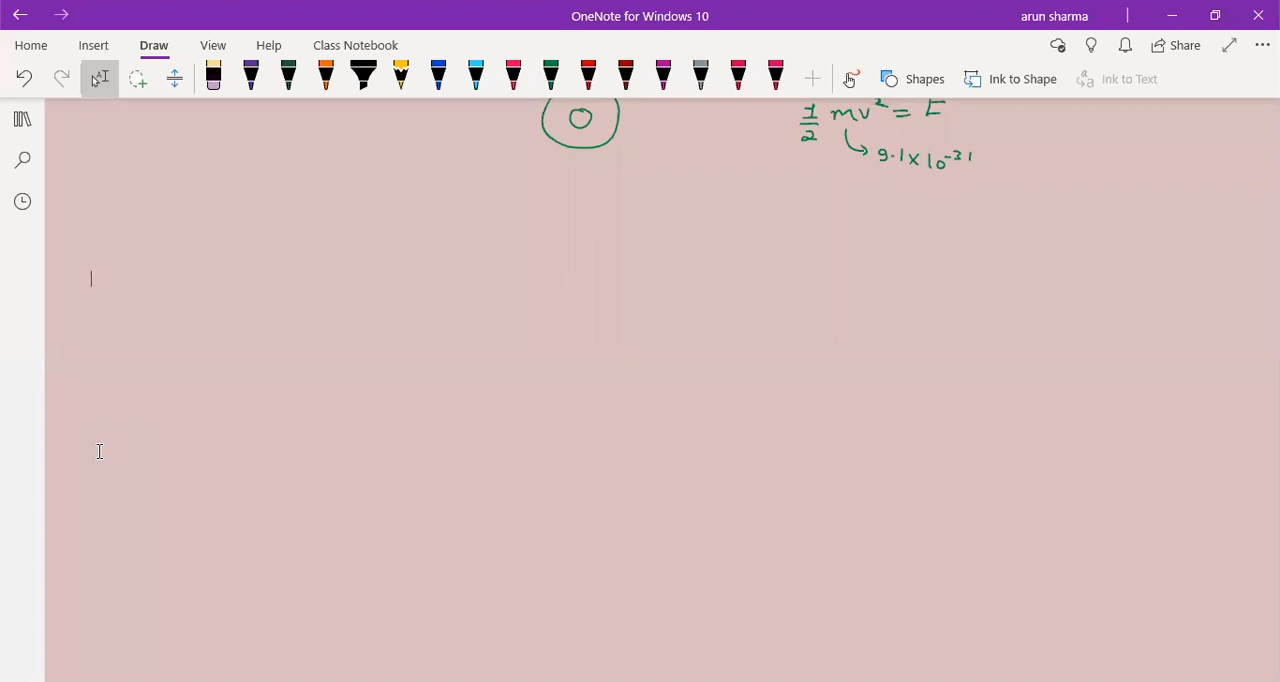 OneNote for Windows 10
arun sharma
Home Insert Draw View Help Class Notebook
Share
Shapes Ink to Shape Ink to Text
1/2 mv² = E
9.1 × 10⁻³¹